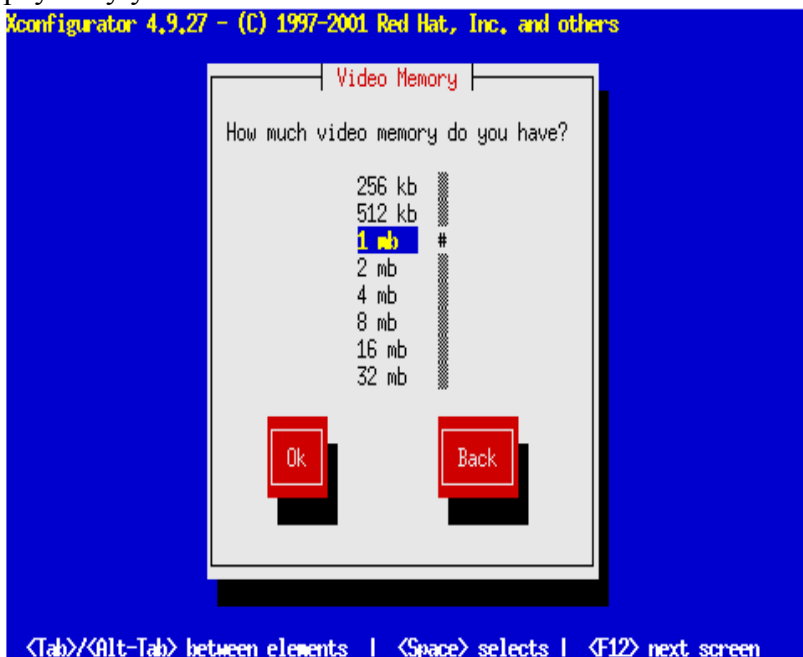 Xconfigurator 4.9.27 - (C) 1997-2001 Red Hat, Inc. and others
Video Memory
How much video memory do you have?
256 kb
512 kb
1 mb #
2 mb
4 mb
8 mb
16 mb
32 mb
Ok Back
<Tab>/<Alt-Tab> between elements | <Space> selects | <F12> next screen